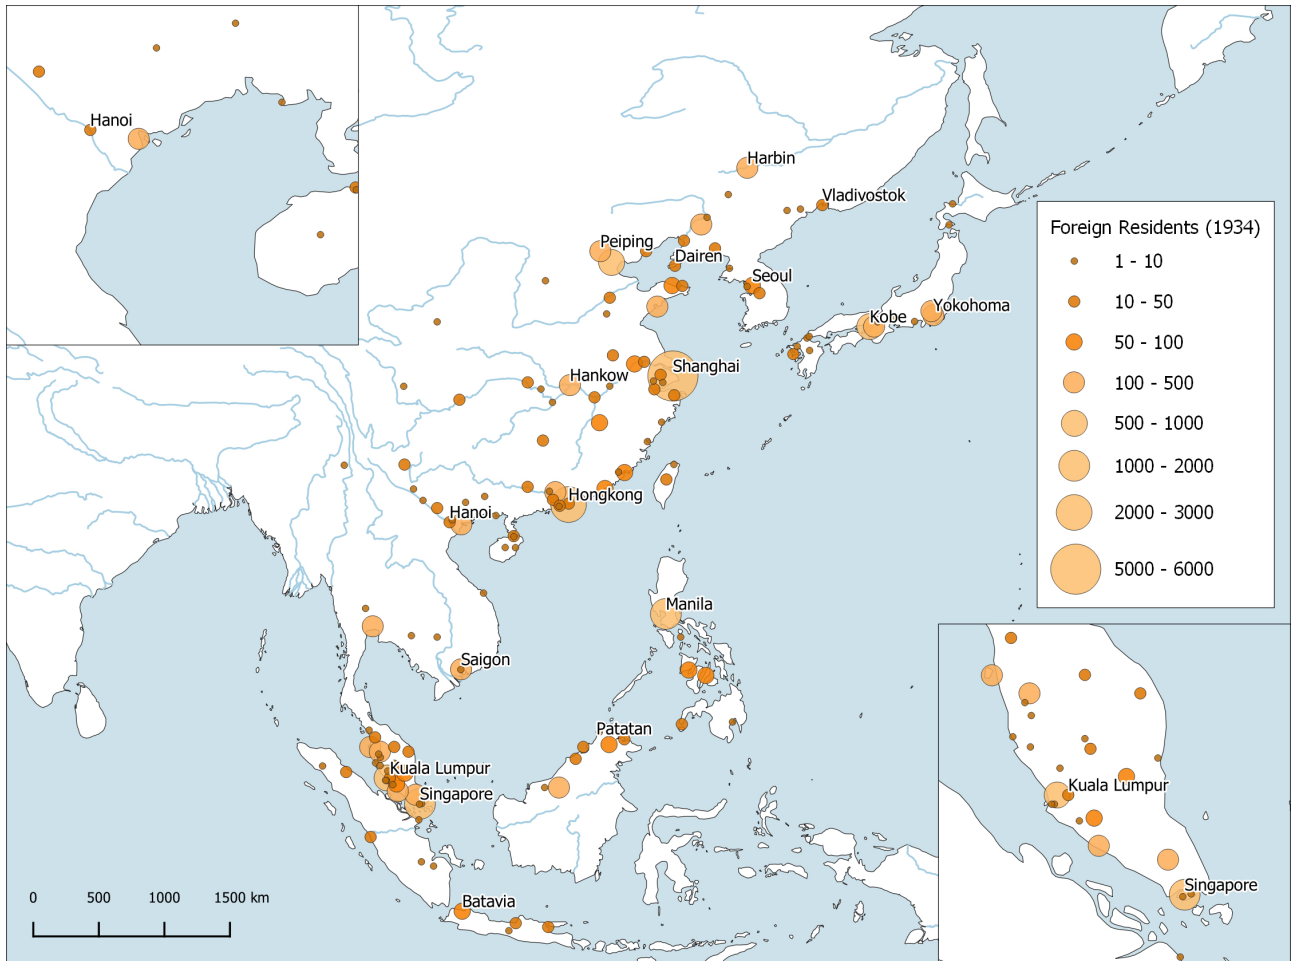 Hanoi
Harbin
Vladivostok
Peiping
Dairen
Seoul
Kobe
Yokohoma
Hankow
Shanghai
Hongkong
Hanoi
Manila
Saigon
Patatan
Kuala Lumpur
Singapore
Batavia
Foreign Residents (1934)
1 - 10
10 - 50
50 - 100
100 - 500
500 - 1000
1000 - 2000
2000 - 3000
5000 - 6000
Kuala Lumpur
Singapore
0 500 1000 1500 km